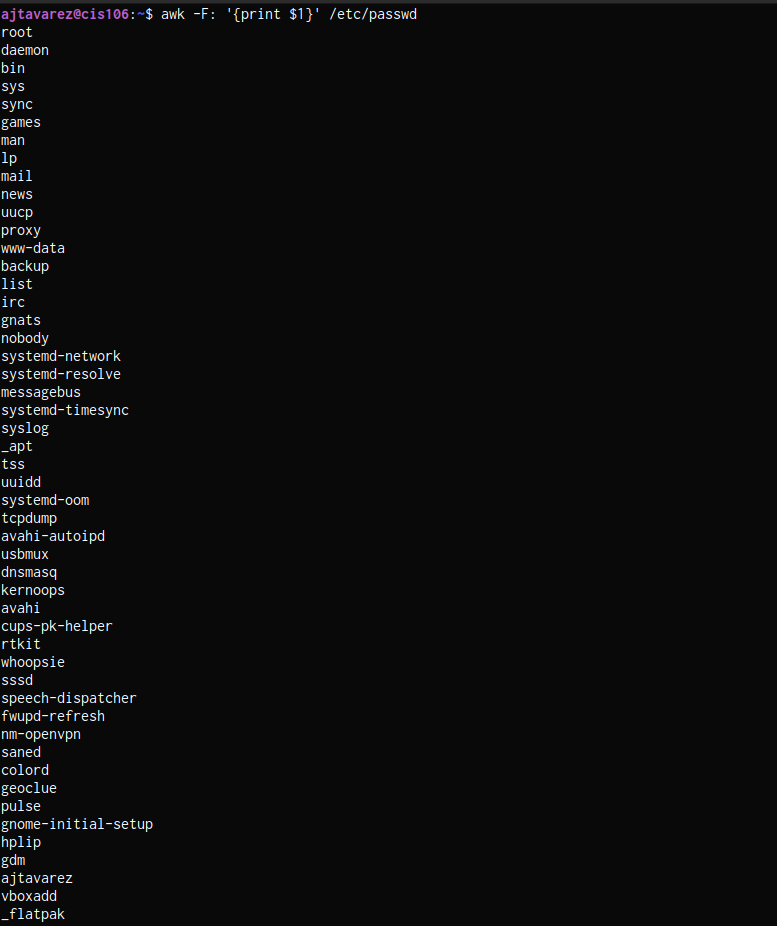 ajtavarez@cis106:~$ awk -F: '{print $1}' /etc/passwd
root
daemon
bin
sys
sync
games
man
lp
mail
news
uucp
proxy
www-data
backup
list
irc
gnats
nobody
systemd-network
systemd-resolve
messagebus
systemd-timesync
syslog
_apt
tss
uuidd
systemd-oom
tcpdump
avahi-autoipd
usbmux
dnsmasq
kernoops
avahi
cups-pk-helper
rtkit
whoopsie
sssd
speech-dispatcher
fwupd-refresh
nm-openvpn
saned
colord
geoclue
pulse
gnome-initial-setup
hplip
gdm
ajtavarez
vboxadd
_flatpak